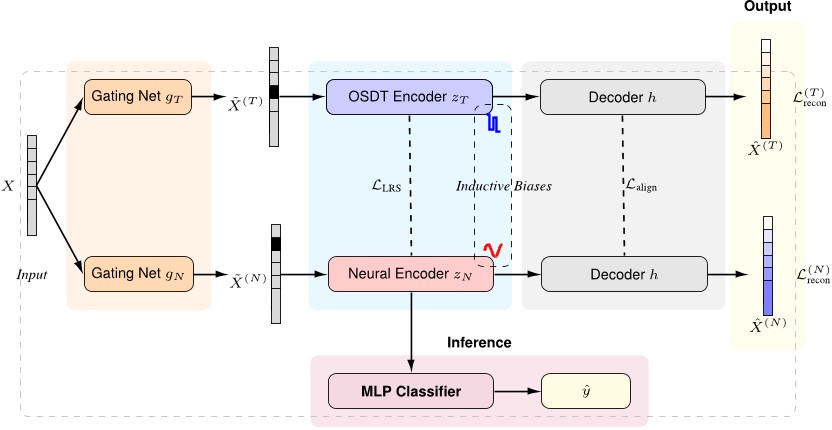 Output
Gating Net g_T
X̃^(T)
OSDT Encoder z_T
Decoder h
X̂^(T)
ℒ_recon^(T)
X
Input
ℒ_LRS
Inductive Biases
ℒ_align
Gating Net g_N
X̃^(N)
Neural Encoder z_N
Decoder h
X̂^(N)
ℒ_recon^(N)
Inference
MLP Classifier
ŷ